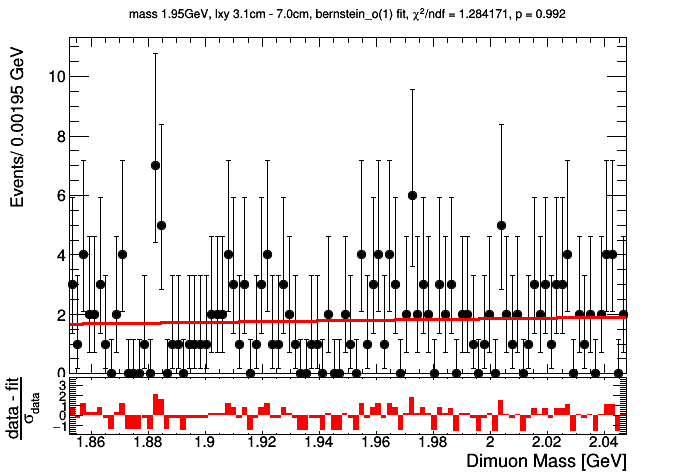 mass 1.95GeV, lxy 3.1cm - 7.0cm, bernstein_o(1) fit, χ²/ndf = 1.284171, p = 0.992
Events/ 0.00195 GeV
10
8
6
4
2
0
data - fit
σ_data
3
2
1
0
−1
1.86 1.88 1.9 1.92 1.94 1.96 1.98 2 2.02 2.04
Dimuon Mass [GeV]